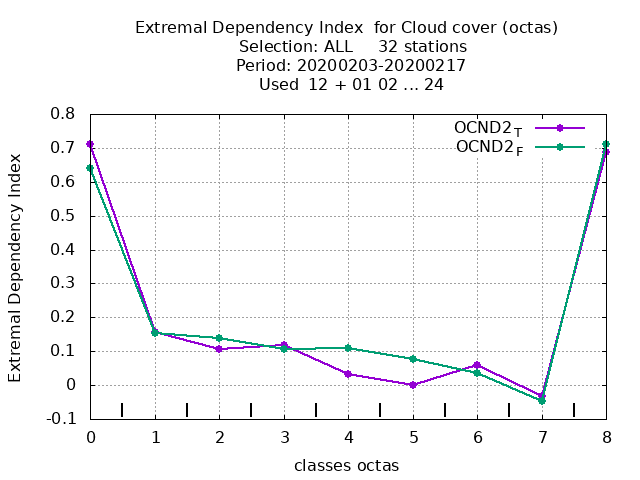 Extremal Dependency Index  for Cloud cover (octas)
Selection: ALL     32 stations
Period: 20200203-20200217
Used  12 + 01 02 ... 24
OCND2T
OCND2F
0.8
0.7
0.6
0.5
0.4
0.3
0.2
0.1
0
-0.1
Extremal Dependency Index
0 1 2 3 4 5 6 7 8
classes octas